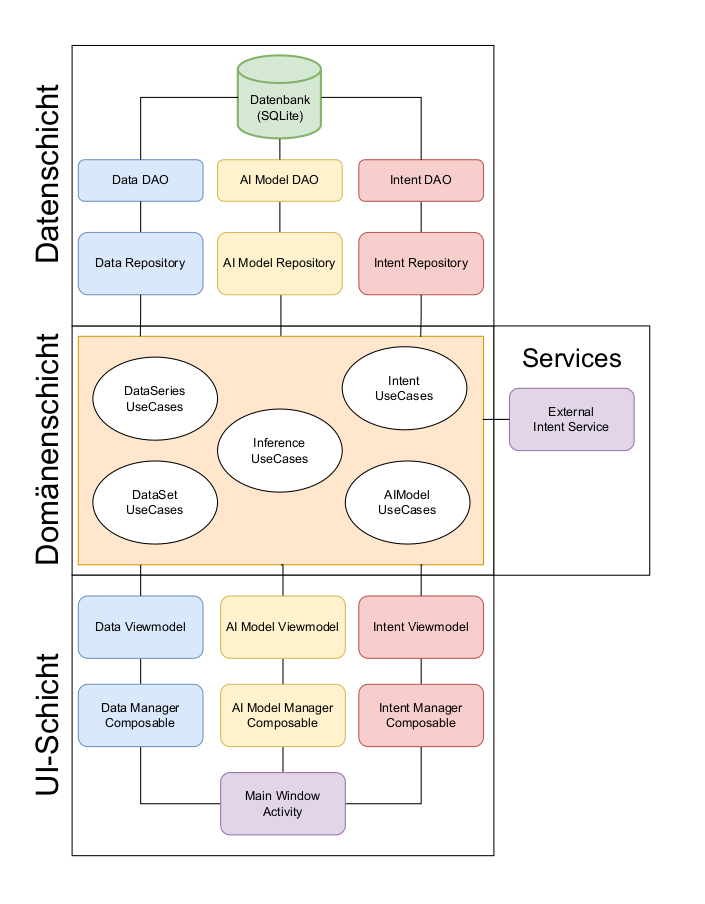 Datenschicht
Datenbank
(SQLite)
Data DAO
AI Model DAO
Intent DAO
Data Repository
AI Model Repository
Intent Repository
Domänenschicht
DataSeries
UseCases
Intent
UseCases
Inference
UseCases
DataSet
UseCases
AIModel
UseCases
Services
External
Intent Service
UI-Schicht
Data Viewmodel
AI Model Viewmodel
Intent Viewmodel
Data Manager
Composable
AI Model Manager
Composable
Intent Manager
Composable
Main Window
Activity